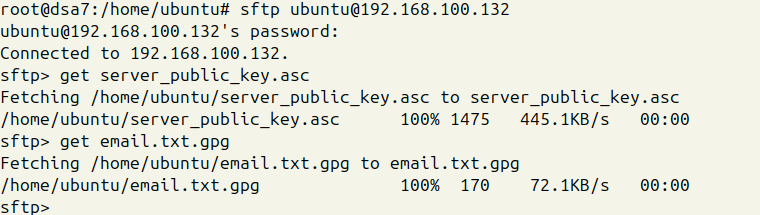 root@dsa7:/home/ubuntu# sftp ubuntu@192.168.100.132
ubuntu@192.168.100.132's password:
Connected to 192.168.100.132.
sftp> get server_public_key.asc
Fetching /home/ubuntu/server_public_key.asc to server_public_key.asc
/home/ubuntu/server_public_key.asc      100% 1475   445.1KB/s   00:00
sftp> get email.txt.gpg
Fetching /home/ubuntu/email.txt.gpg to email.txt.gpg
/home/ubuntu/email.txt.gpg              100%  170    72.1KB/s   00:00
sftp>